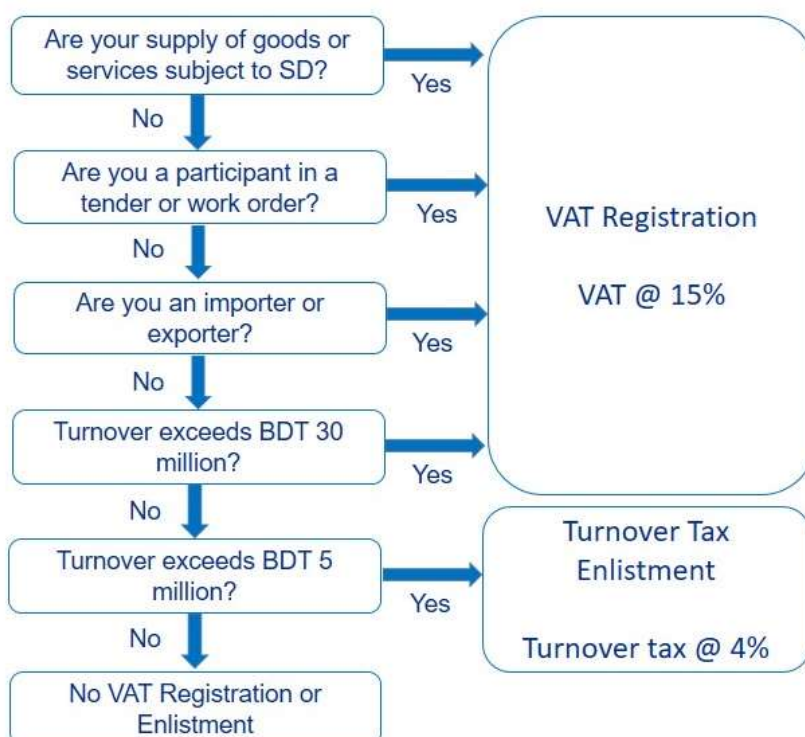 Are your supply of goods or
services subject to SD?
Yes
No
Are you a participant in a
tender or work order?
Yes
No
Are you an importer or
exporter?
Yes
No
Turnover exceeds BDT 30
million?
Yes
No
VAT Registration
VAT @ 15%
Turnover exceeds BDT 5
million?
Yes
No
Turnover Tax
Enlistment
Turnover tax @ 4%
No VAT Registration or
Enlistment